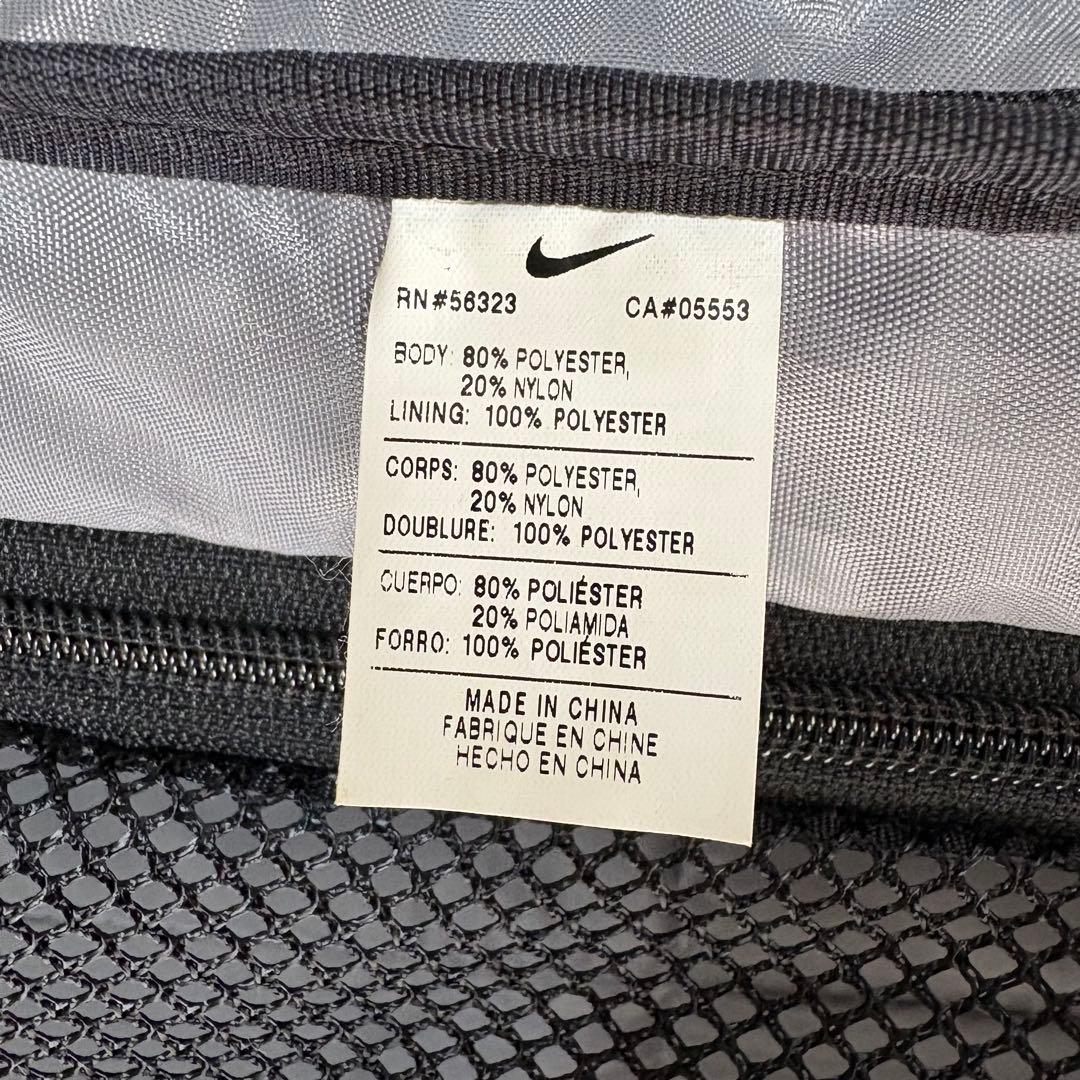 RN#56323 CA#05553
BODY: 80% POLYESTER,
20% NYLON
LINING: 100% POLYESTER
CORPS: 80% POLYESTER,
20% NYLON
DOUBLURE: 100% POLYESTER
CUERPO: 80% POLIÉSTER
20% POLIAMIDA
FORRO: 100% POLIÉSTER
MADE IN CHINA
FABRIQUE EN CHINE
HECHO EN CHINA